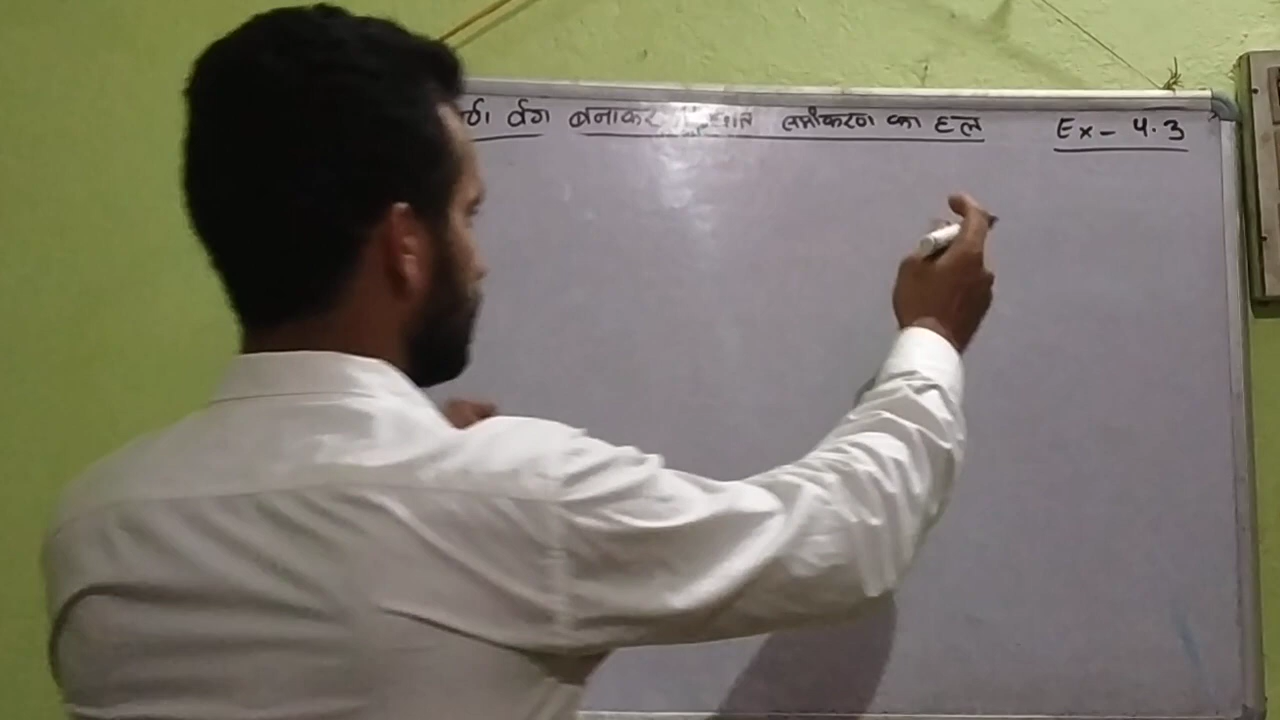 वर्ग बनाकर समीकरण का हल Ex - 4.3